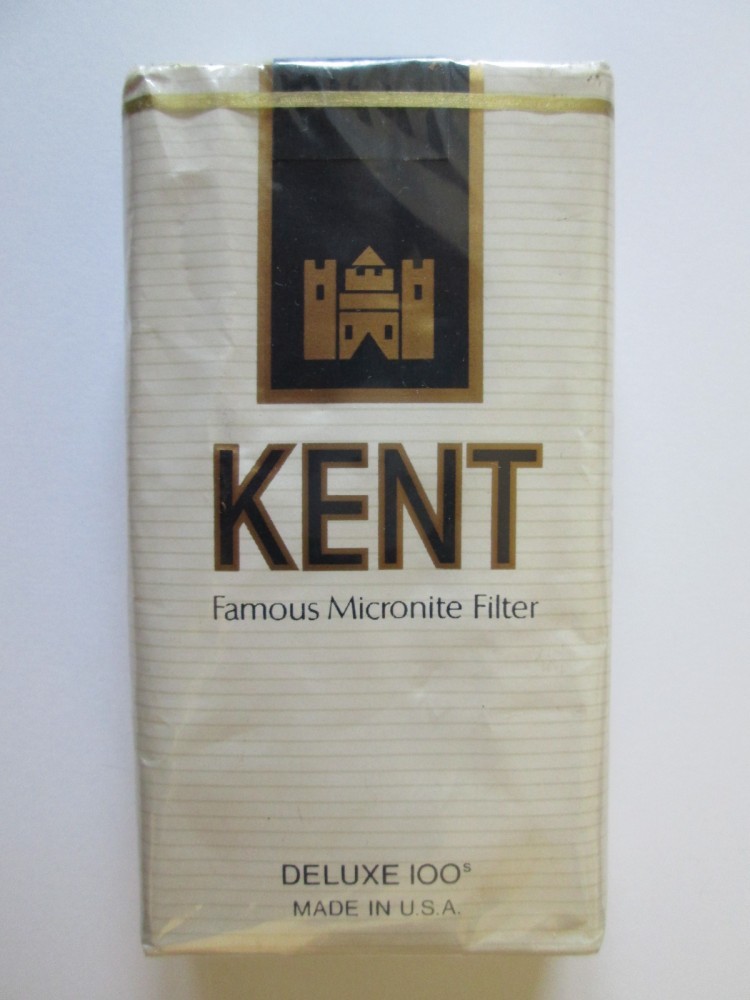 KENT
Famous Micronite Filter
DELUXE 100s
MADE IN U.S.A.